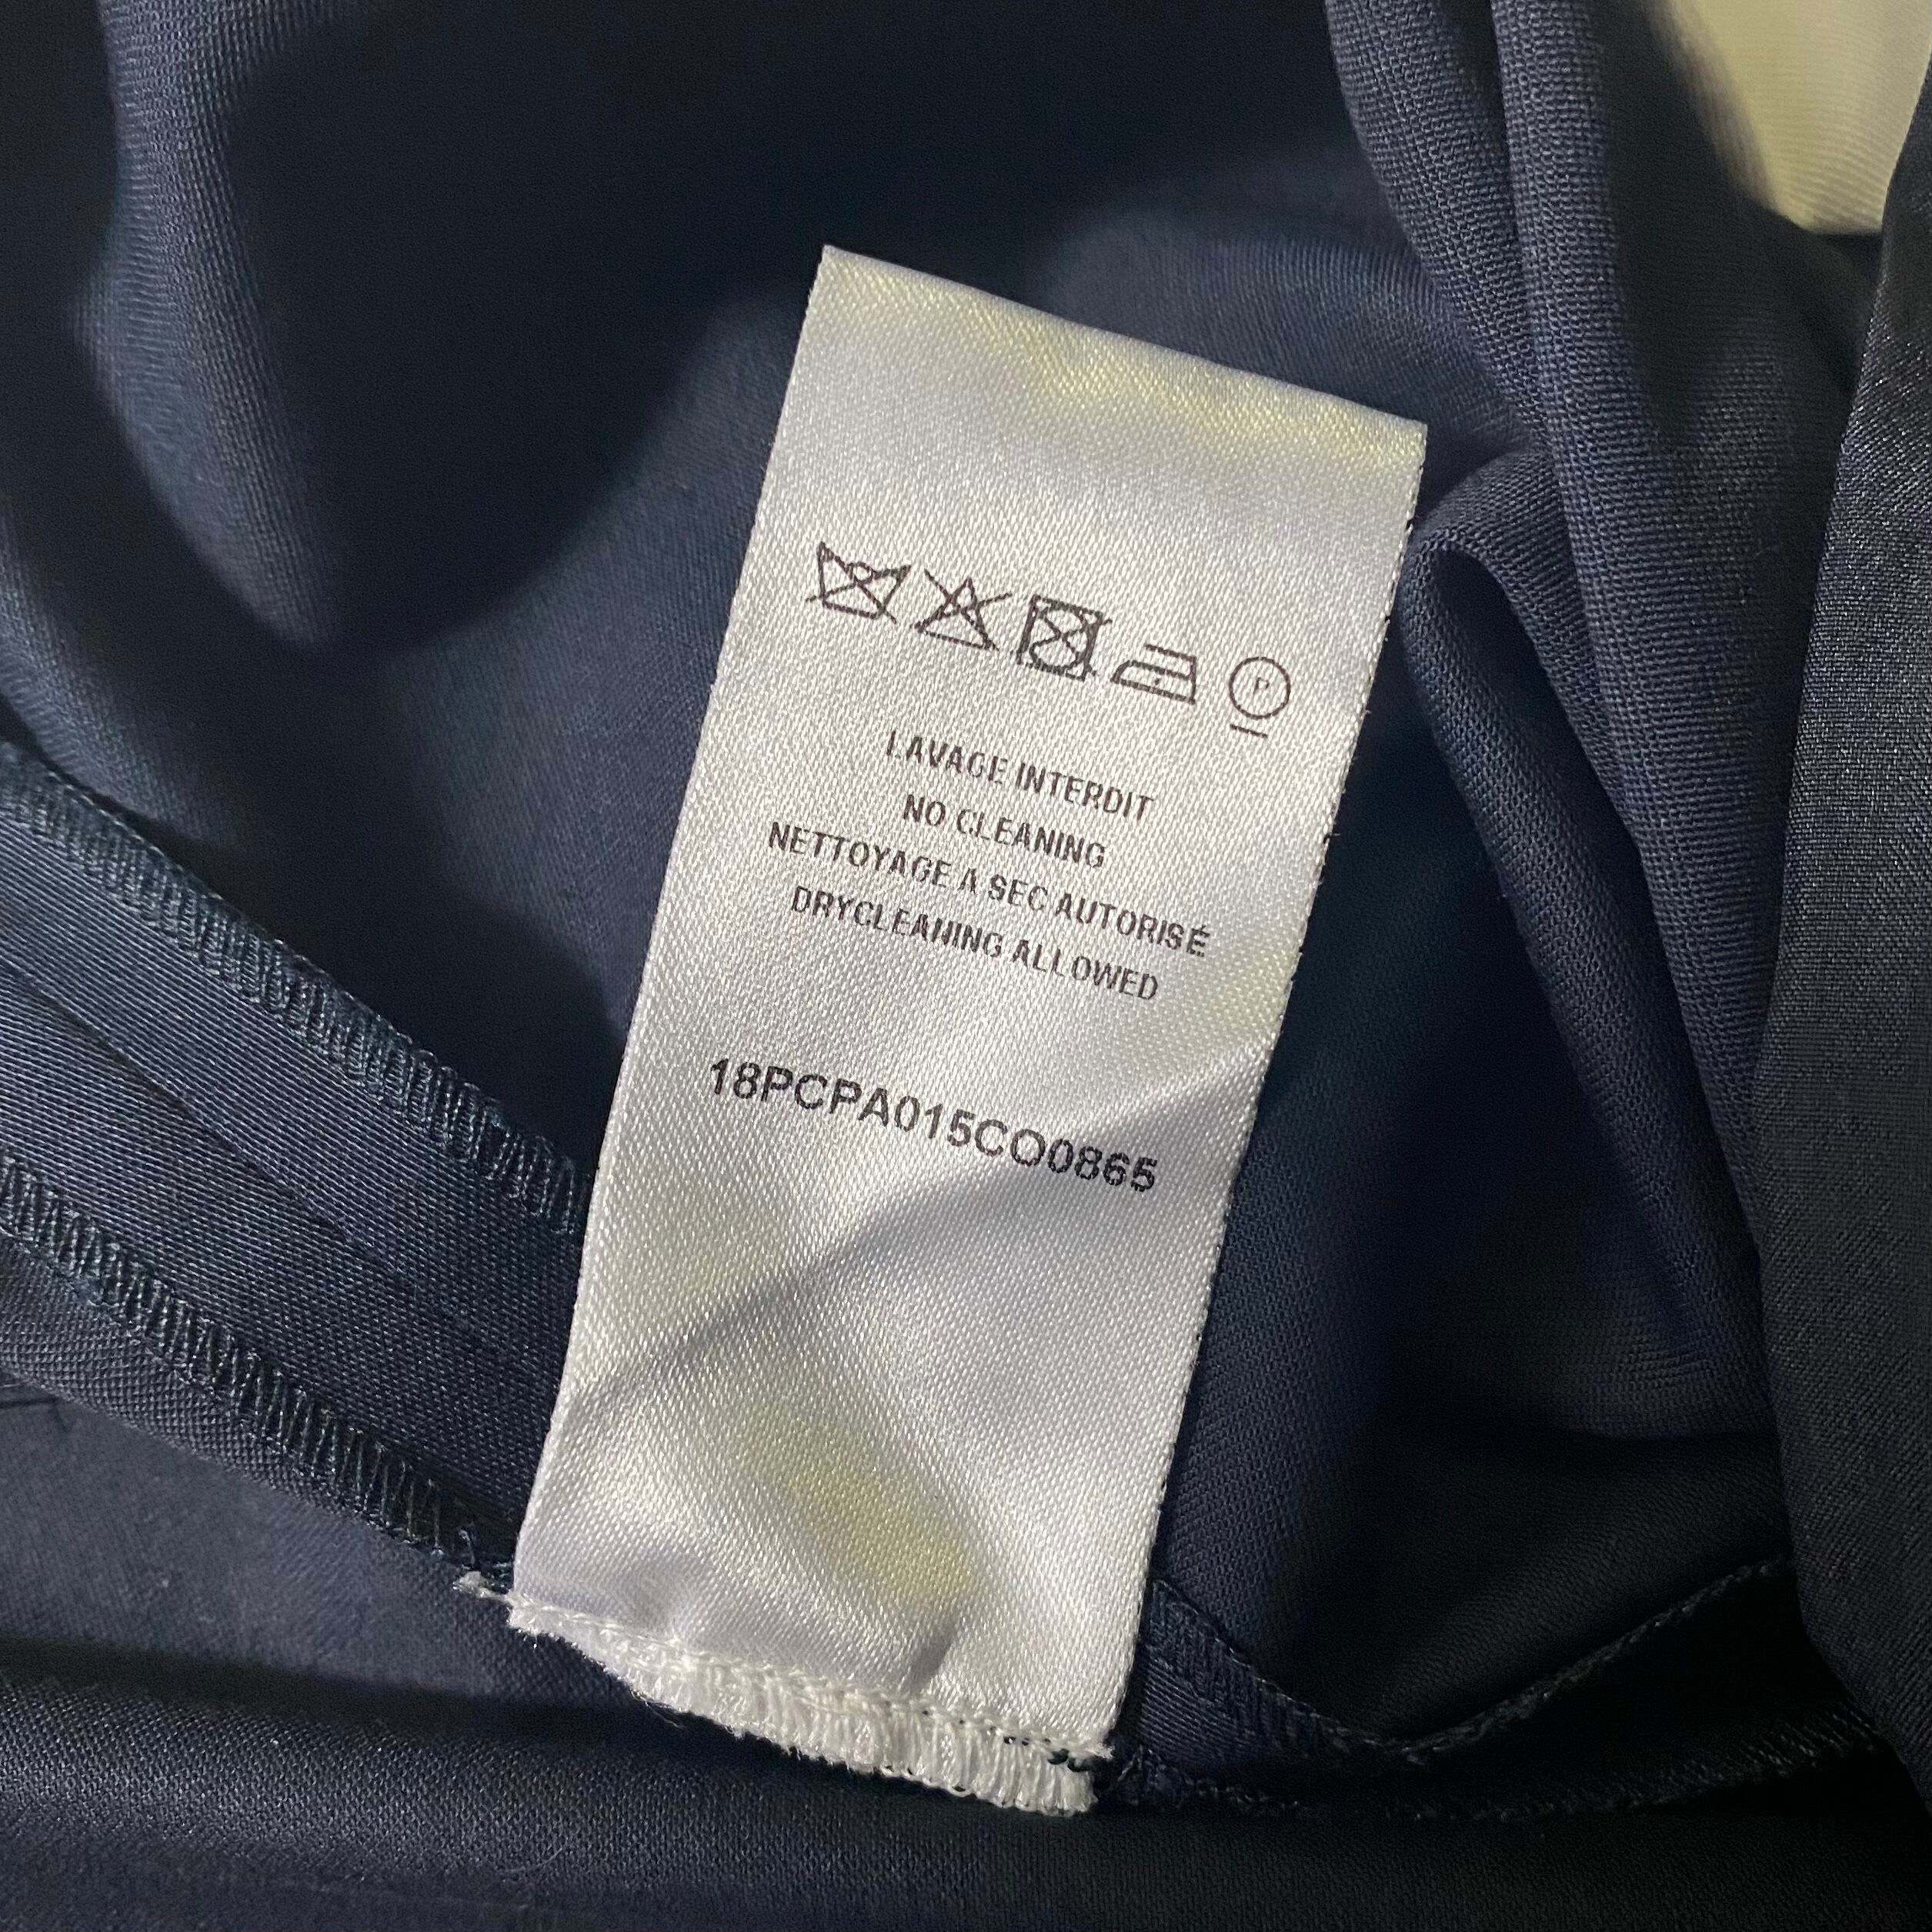 P
LAVAGE INTERDIT
NO CLEANING
NETTOYAGE A SEC AUTORISÉ
DRYCLEANING ALLOWED
18PCPA015CO0865